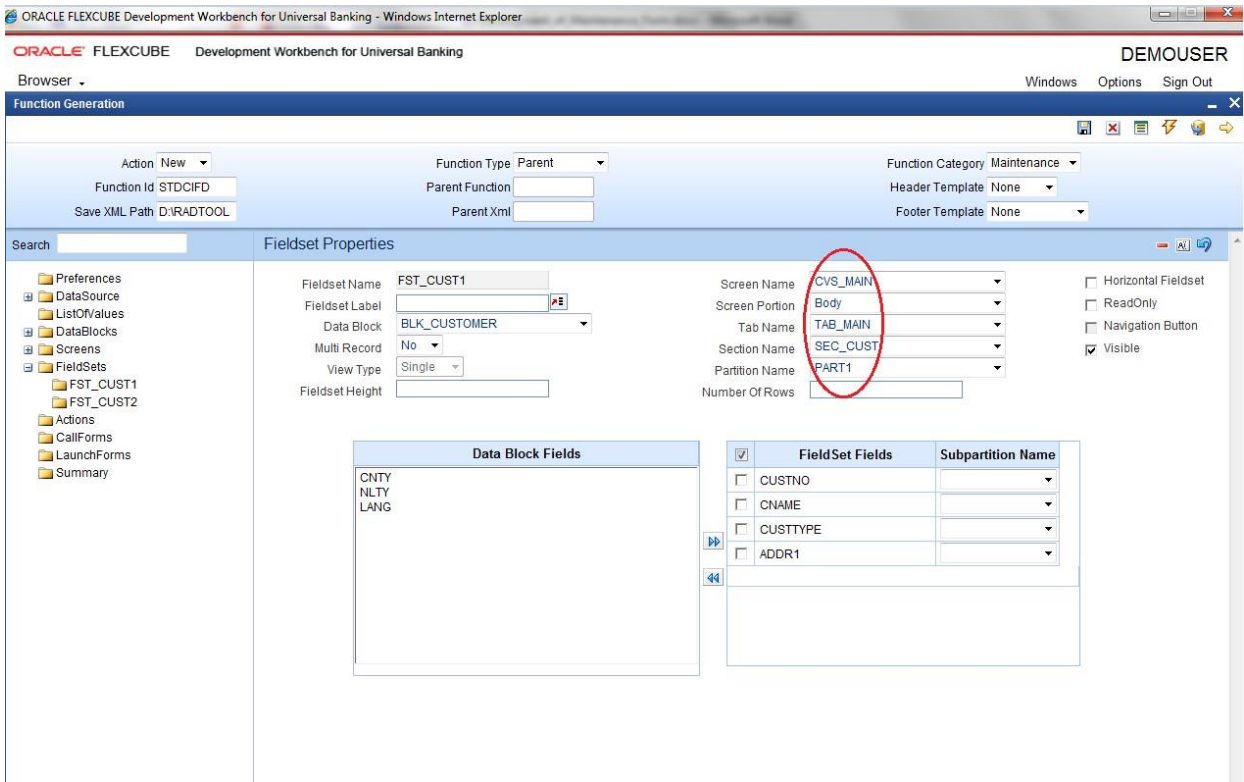 ORACLE FLEXCUBE Development Workbench for Universal Banking - Windows Internet Explorer
ORACLE FLEXCUBE Development Workbench for Universal Banking
DEMOUSER
Browser
Windows Options Sign Out
Function Generation
Action New
Function Type Parent
Function Category Maintenance
Function Id STDCIFD
Parent Function
Header Template None
Save XML Path D:\RADTOOL
Parent Xml
Footer Template None
Search
Fieldset Properties
Preferences
DataSource
ListOfValues
DataBlocks
Screens
FieldSets
FST_CUST1
FST_CUST2
Actions
CallForms
LaunchForms
Summary
Fieldset Name FST_CUST1
Fieldset Label
Data Block BLK_CUSTOMER
Multi Record No
View Type Single
Fieldset Height
Screen Name CVS_MAIN
Screen Portion Body
Tab Name TAB_MAIN
Section Name SEC_CUST
Partition Name PART1
Number Of Rows
Horizontal Fieldset
ReadOnly
Navigation Button
Visible
Data Block Fields
CNTY
NLTY
LANG
FieldSet Fields Subpartition Name
CUSTNO
CNAME
CUSTTYPE
ADDR1